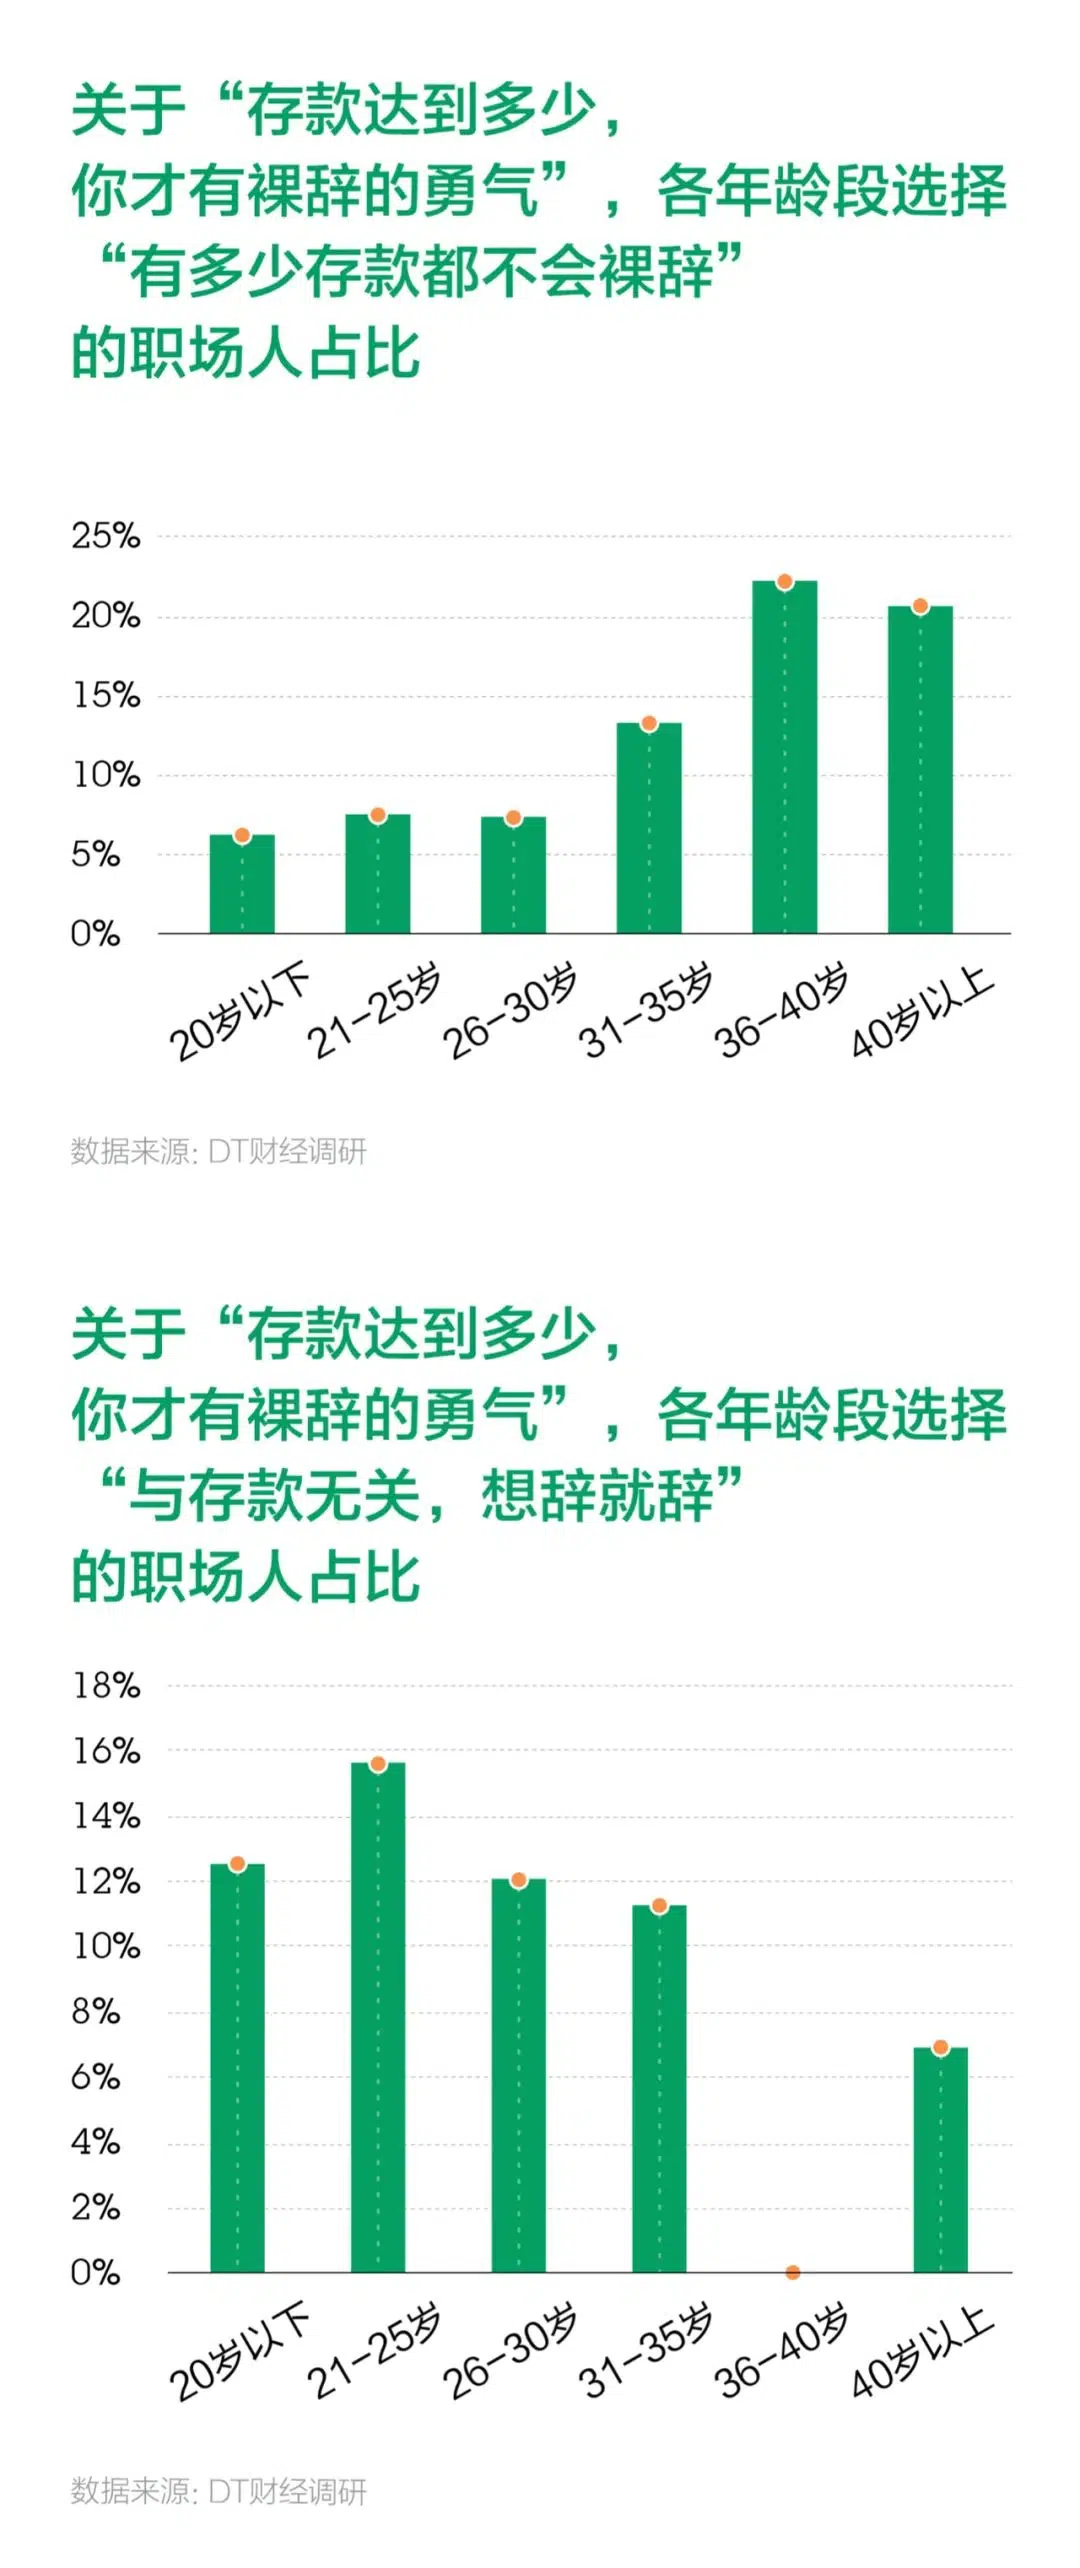 关于“存款达到多少，
你才有裸辞的勇气”，各年龄段选择
“有多少存款都不会裸辞”
的职场人占比
25%
20%
15%
10%
5%
0%
20岁以下
21-25岁
26-30岁
31-35岁
36-40岁
40岁以上
数据来源: DT财经调研
关于“存款达到多少，
你才有裸辞的勇气”，各年龄段选择
“与存款无关，想辞就辞”
的职场人占比
18%
16%
14%
12%
10%
8%
6%
4%
2%
0%
20岁以下
21-25岁
26-30岁
31-35岁
36-40岁
40岁以上
数据来源: DT财经调研